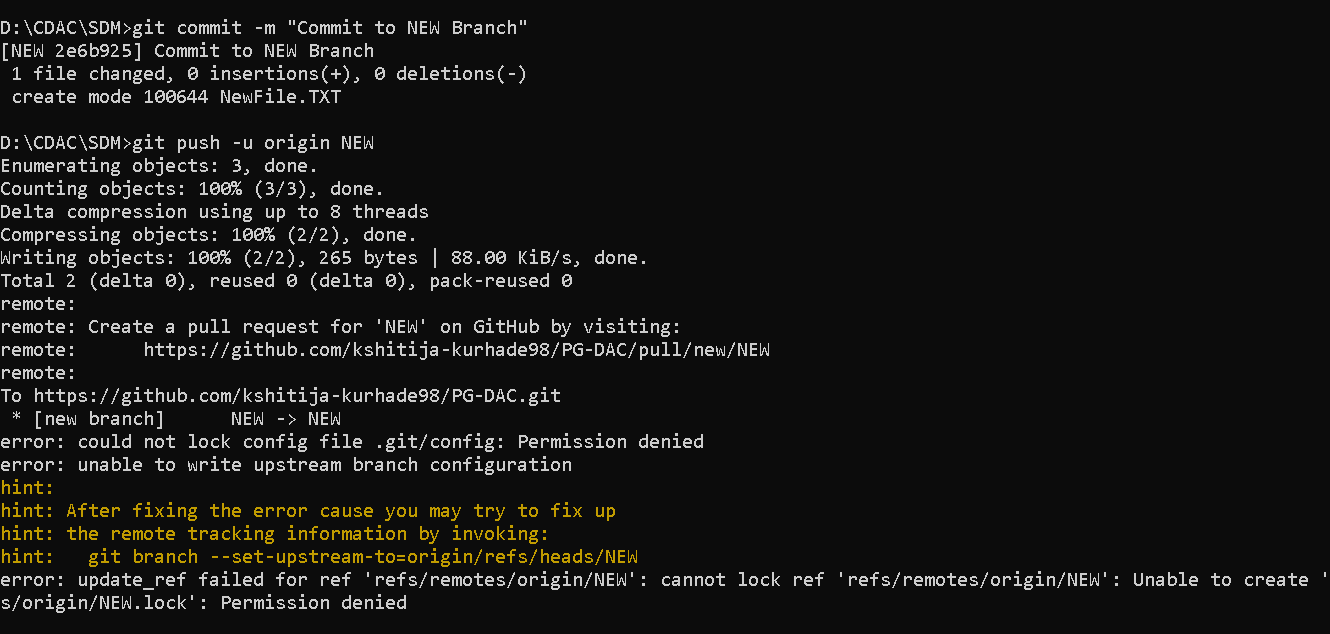 D:\CDAC\SDM>git commit -m "Commit to NEW Branch"
[NEW 2e6b925] Commit to NEW Branch
 1 file changed, 0 insertions(+), 0 deletions(-)
 create mode 100644 NewFile.TXT

D:\CDAC\SDM>git push -u origin NEW
Enumerating objects: 3, done.
Counting objects: 100% (3/3), done.
Delta compression using up to 8 threads
Compressing objects: 100% (2/2), done.
Writing objects: 100% (2/2), 265 bytes | 88.00 KiB/s, done.
Total 2 (delta 0), reused 0 (delta 0), pack-reused 0
remote:
remote: Create a pull request for 'NEW' on GitHub by visiting:
remote:      https://github.com/kshitija-kurhade98/PG-DAC/pull/new/NEW
remote:
To https://github.com/kshitija-kurhade98/PG-DAC.git
 * [new branch]      NEW -> NEW
error: could not lock config file .git/config: Permission denied
error: unable to write upstream branch configuration
hint:
hint: After fixing the error cause you may try to fix up
hint: the remote tracking information by invoking:
hint:   git branch --set-upstream-to=origin/refs/heads/NEW
error: update_ref failed for ref 'refs/remotes/origin/NEW': cannot lock ref 'refs/remotes/origin/NEW': Unable to create '
s/origin/NEW.lock': Permission denied